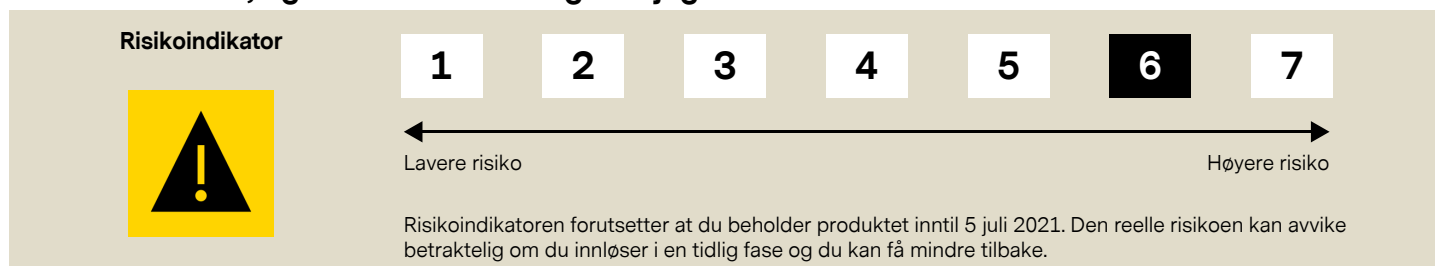 Risikoindikator
1 2 3 4 5 6 7
Lavere risiko Høyere risiko
Risikoindikatoren forutsetter at du beholder produktet inntil 5 juli 2021. Den reelle risikoen kan avvike
betraktelig om du innløser i en tidlig fase og du kan få mindre tilbake.